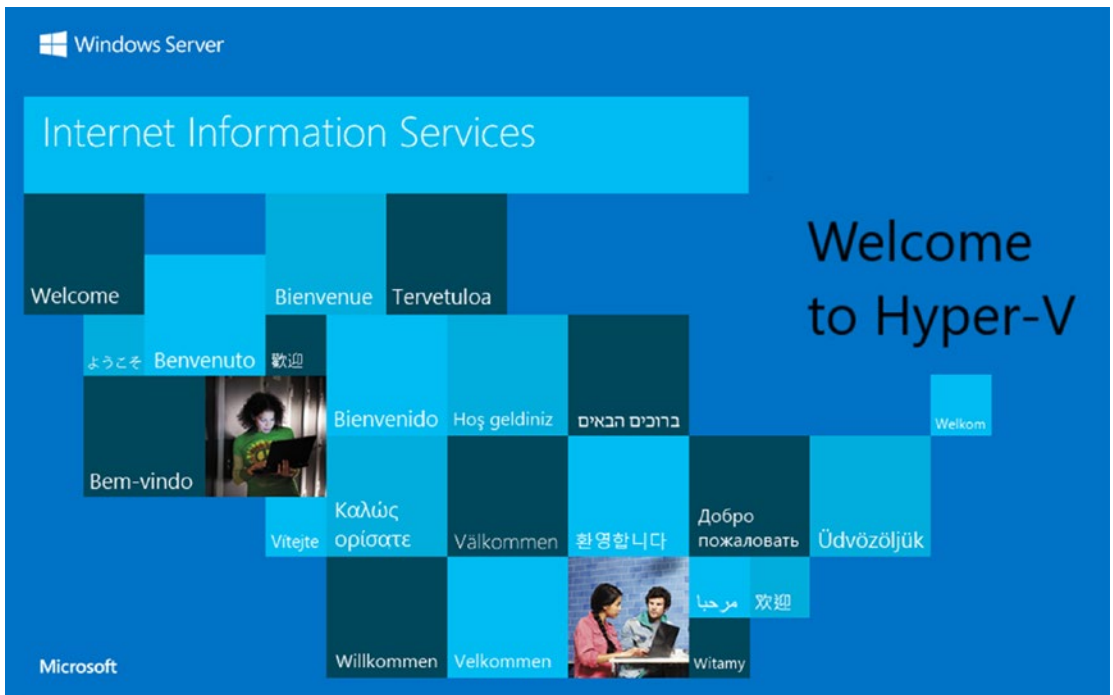 Windows Server
Internet Information Services
Welcome
to Hyper-V
Welcome
Bienvenue
Tervetuloa
ようこそ
Benvenuto
歡迎
Bienvenido
Hoş geldiniz
ברוכים הבאים
Welkom
Bem-vindo
Vítejte
Καλώς
ορίσατε
Välkommen
환영합니다
Добро
пожаловать
Üdvözöljük
مرحبا
欢迎
Willkommen
Velkommen
Witamy
Microsoft